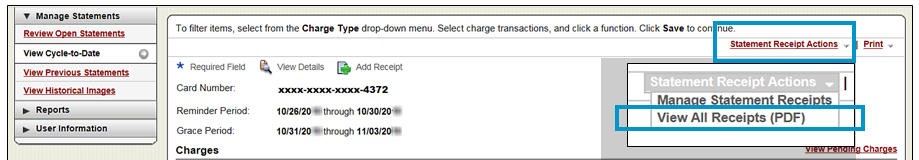 Manage Statements
Review Open Statements
View Cycle-to-Date
View Previous Statements
View Historical Images
Reports
User Information
To filter items, select from the Charge Type drop-down menu. Select charge transactions, and click a function. Click Save to continue.
Statement Receipt Actions | Print
* Required Field View Details Add Receipt
Card Number: xxxx-xxxx-xxxx-4372
Reminder Period: 10/26/20 through 10/30/20
Grace Period: 10/31/20 through 11/03/20
Charges
Statement Receipt Actions |
Manage Statement Receipts
View All Receipts (PDF)
View Pending Charges